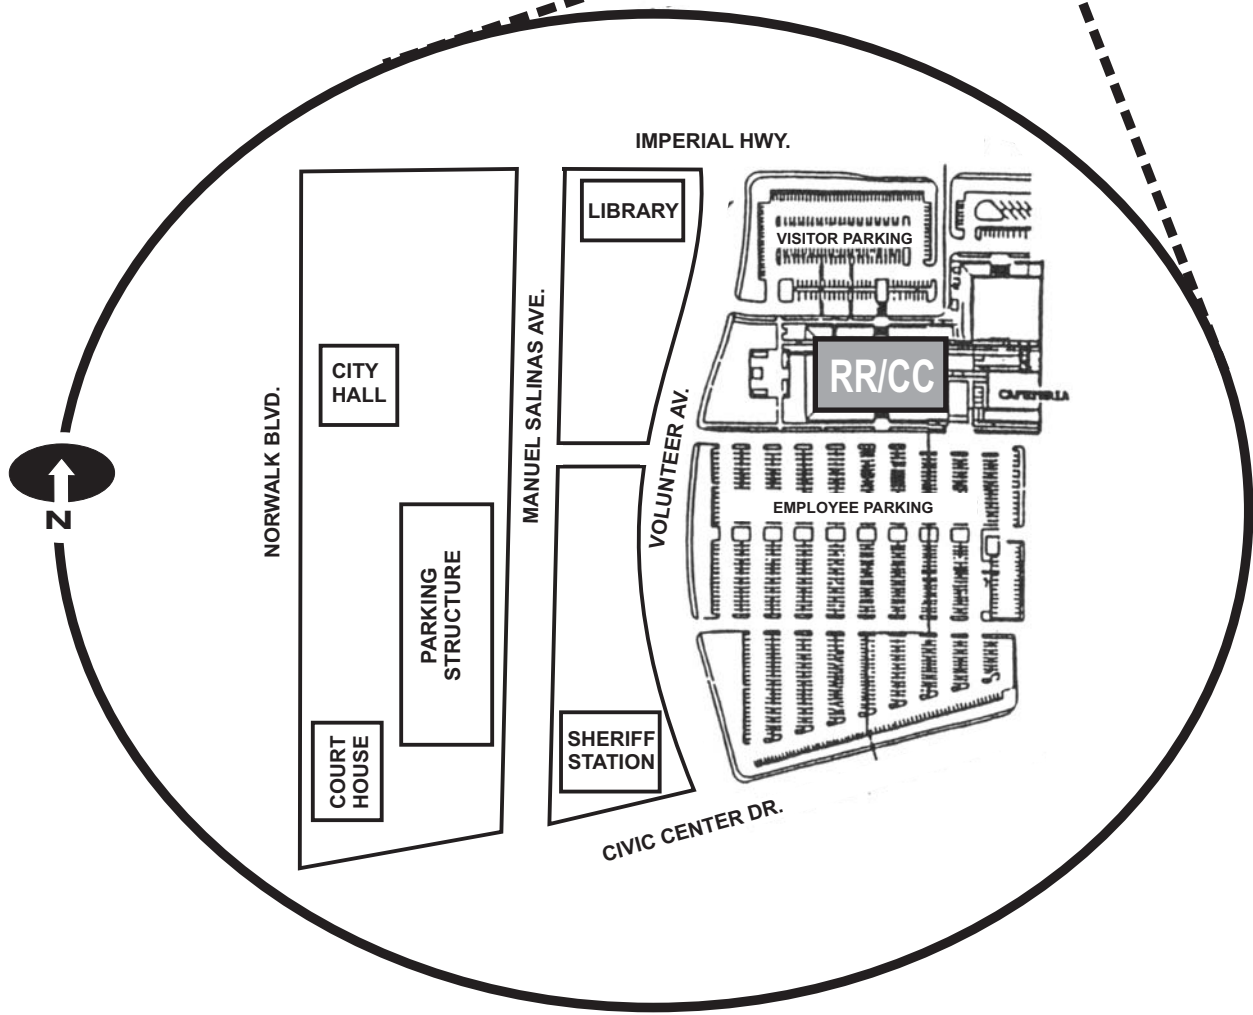 IMPERIAL HWY.
LIBRARY
VISITOR PARKING
CITY
HALL
RR/CC
CAFETERIA
NORWALK BLVD.
MANUEL SALINAS AVE.
VOLUNTEER AV.
N
EMPLOYEE PARKING
PARKING
STRUCTURE
COURT
HOUSE
SHERIFF
STATION
CIVIC CENTER DR.